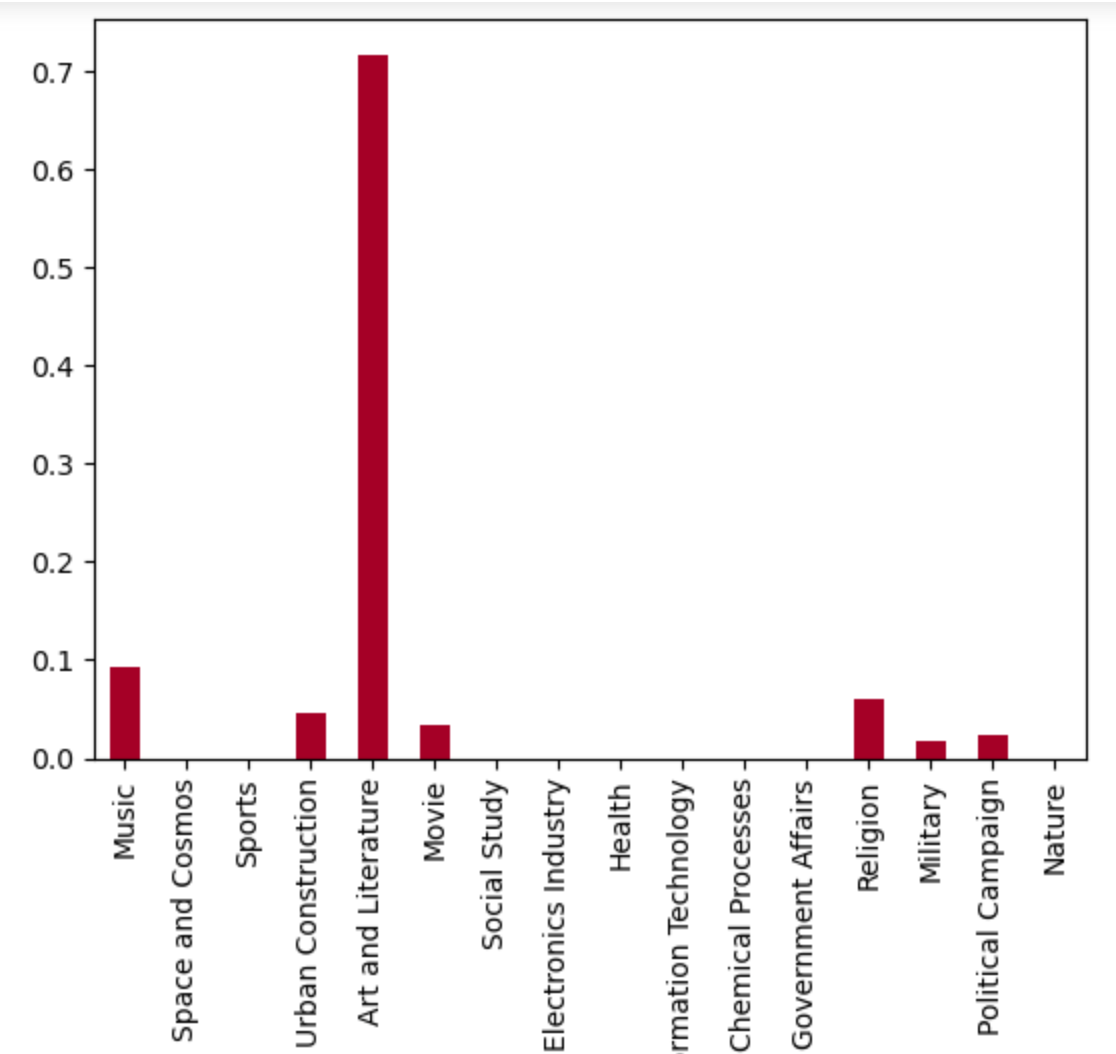 0.7
0.6
0.5
0.4
0.3
0.2
0.1
0.0
Music
Space and Cosmos
Sports
Urban Construction
Art and Literature
Movie
Social Study
Electronics Industry
Health
rmation Technology
Chemical Processes
Government Affairs
Religion
Military
Political Campaign
Nature